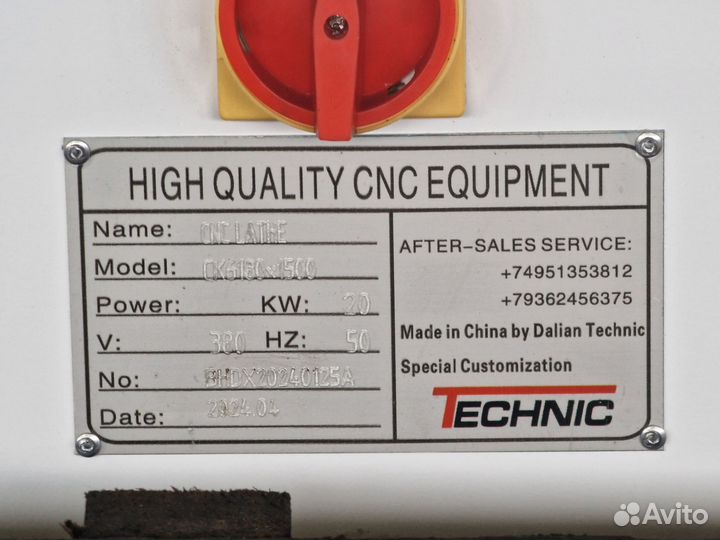 HIGH QUALITY CNC EQUIPMENT
Name: CNC LATHE
Model: CK6180x1500
Power: KW: 20
V: 380 HZ: 50
No: BHDX20240125A
Date: 2024.04
AFTER-SALES SERVICE:
+74951353812
+79362456375
Made in China by Dalian Technic
Special Customization
TECHNIC
Avito